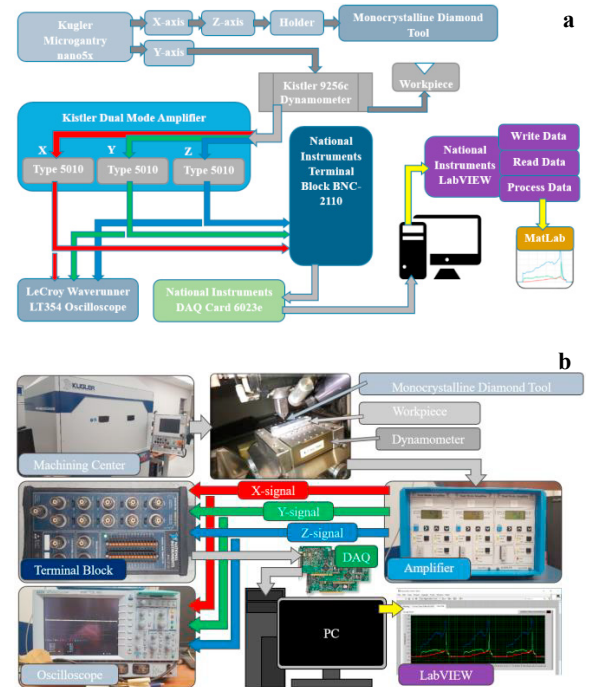 a
Kugler
Microgantry
nano5x
X-axis
Z-axis
Holder
Monocrystalline Diamond
Tool
Y-axis
Kistler 9256c
Dynamometer
Workpiece
Kistler Dual Mode Amplifier
X
Y
Z
Type 5010
Type 5010
Type 5010
National
Instruments
Terminal
Block BNC-
2110
National
Instruments
LabVIEW
Write Data
Read Data
Process Data
MatLab
LeCroy Waverunner
LT354 Oscilloscope
National Instruments
DAQ Card 6023e
b
KUGLER
Monocrystalline Diamond Tool
Workpiece
Dynamometer
Machining Center
X-signal
Y-signal
Z-signal
Terminal Block
DAQ
Amplifier
PC
Oscilloscope
LabVIEW